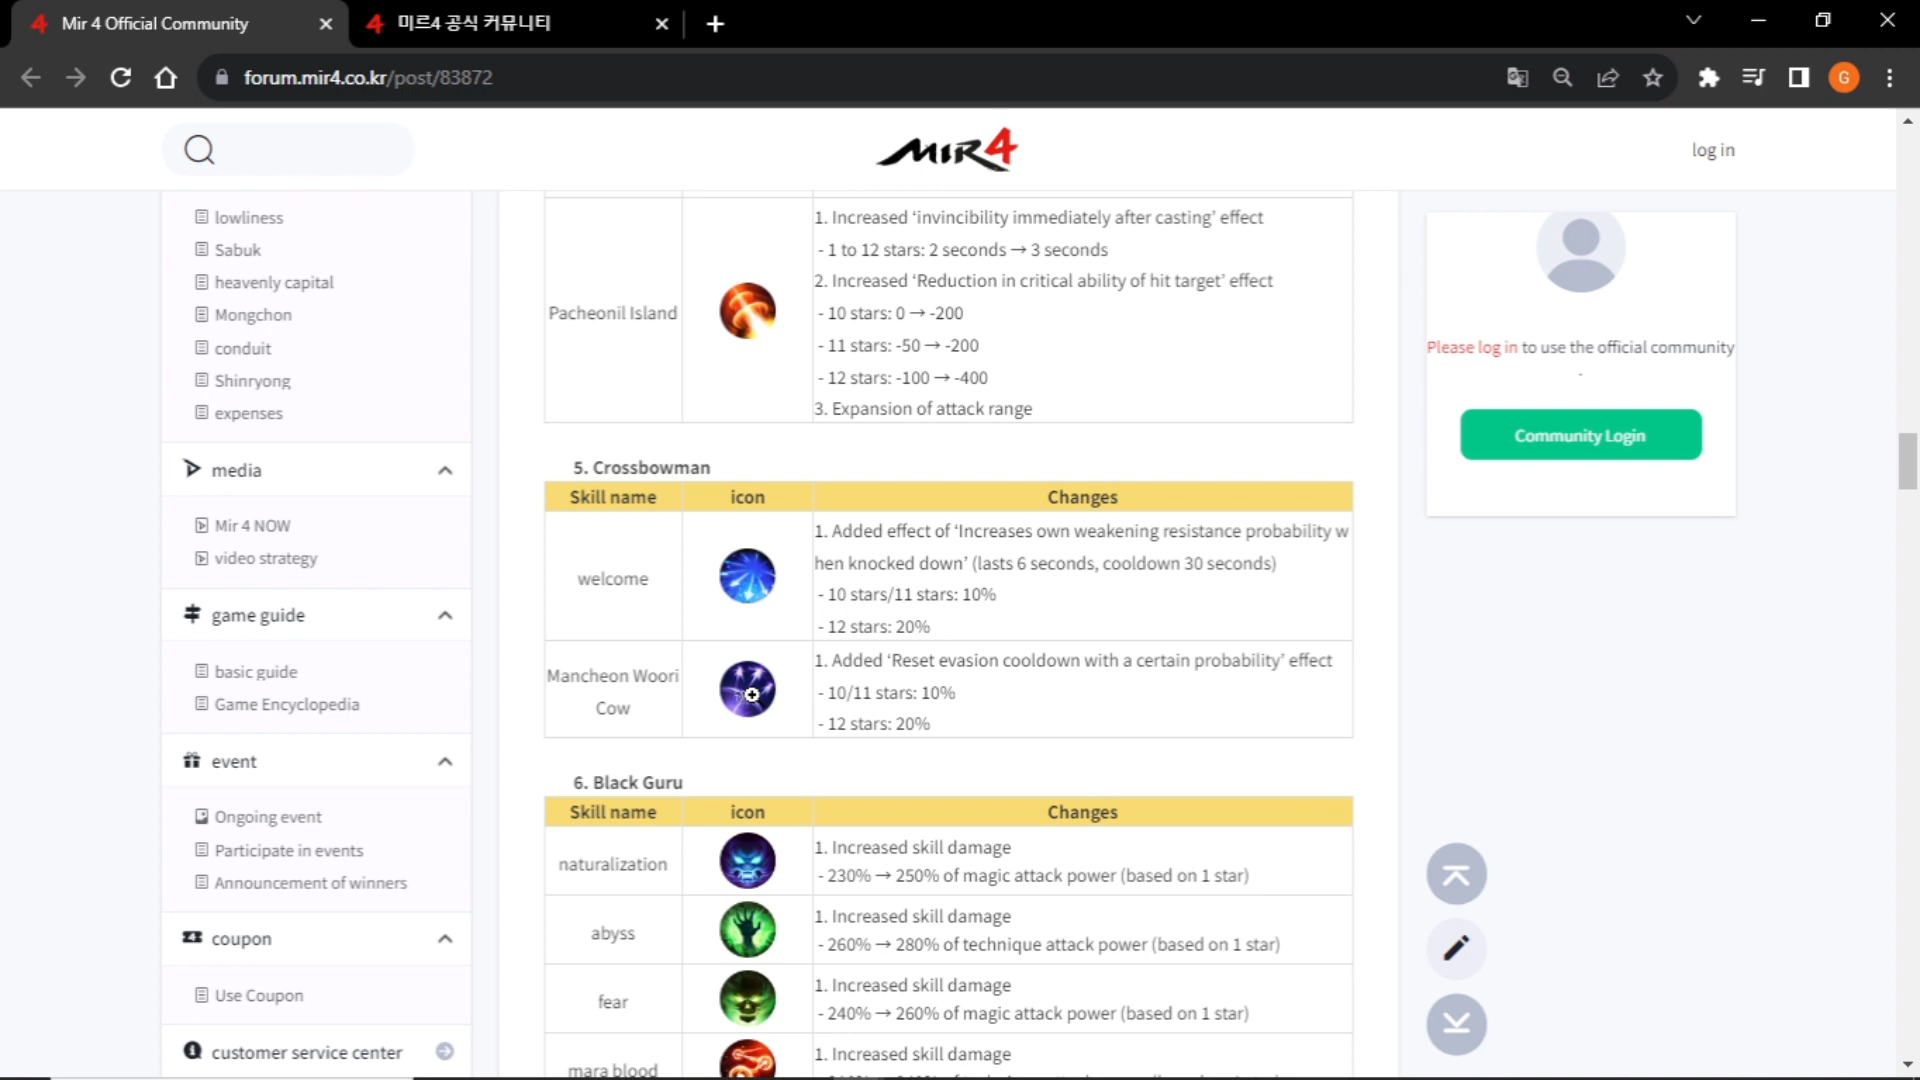 Mir 4 Official Community
미르4 공식 커뮤니티
forum.mir4.co.kr/post/83872
G
MIR4
log in
lowliness
Sabuk
heavenly capital
Mongchon
conduit
Shinryong
expenses
media
Mir 4 NOW
video strategy
game guide
basic guide
Game Encyclopedia
event
Ongoing event
Participate in events
Announcement of winners
coupon
Use Coupon
customer service center
Pacheonil Island
1. Increased ‘invincibility immediately after casting’ effect
- 1 to 12 stars: 2 seconds → 3 seconds
2. Increased ‘Reduction in critical ability of hit target’ effect
- 10 stars: 0 → -200
- 11 stars: -50 → -200
- 12 stars: -100 → -400
3. Expansion of attack range
5. Crossbowman
Skill name icon Changes
welcome
1. Added effect of ‘Increases own weakening resistance probability w
hen knocked down’ (lasts 6 seconds, cooldown 30 seconds)
- 10 stars/11 stars: 10%
- 12 stars: 20%
Mancheon Woori
Cow
1. Added ‘Reset evasion cooldown with a certain probability’ effect
- 10/11 stars: 10%
- 12 stars: 20%
6. Black Guru
Skill name icon Changes
naturalization
1. Increased skill damage
- 230% → 250% of magic attack power (based on 1 star)
abyss
1. Increased skill damage
- 260% → 280% of technique attack power (based on 1 star)
fear
1. Increased skill damage
- 240% → 260% of magic attack power (based on 1 star)
mara blood
1. Increased skill damage
Please log in to use the official community
.
Community Login